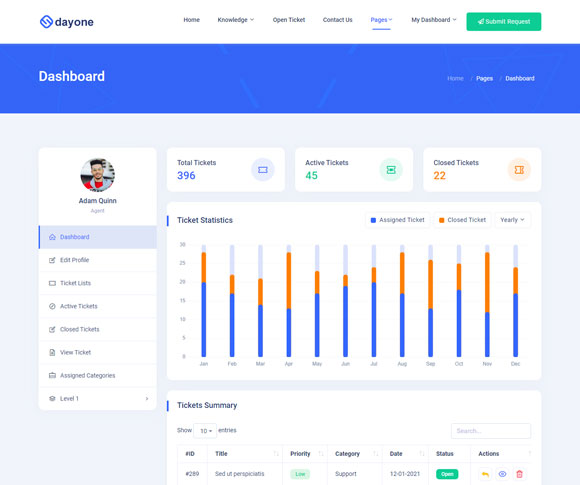 dayone
Home Knowledge Open Ticket Contact Us Pages My Dashboard Submit Request
Dashboard
Home / Pages / Dashboard
Adam Quinn
Agent
Dashboard
Edit Profile
Ticket Lists
Active Tickets
Closed Tickets
View Ticket
Assigned Categories
Level 1
Total Tickets
396
Active Tickets
45
Closed Tickets
22
Ticket Statistics
Assigned Ticket Closed Ticket Yearly
30
25
20
15
10
5
0
Jan Feb Mar Apr May Jun Jul Aug Sep Oct Nov Dec
Tickets Summary
Show 10 entries
Search...
#ID Title Priority Category Date Status Actions
#289 Sed ut perspiciatis Low Support 12-01-2021 Open